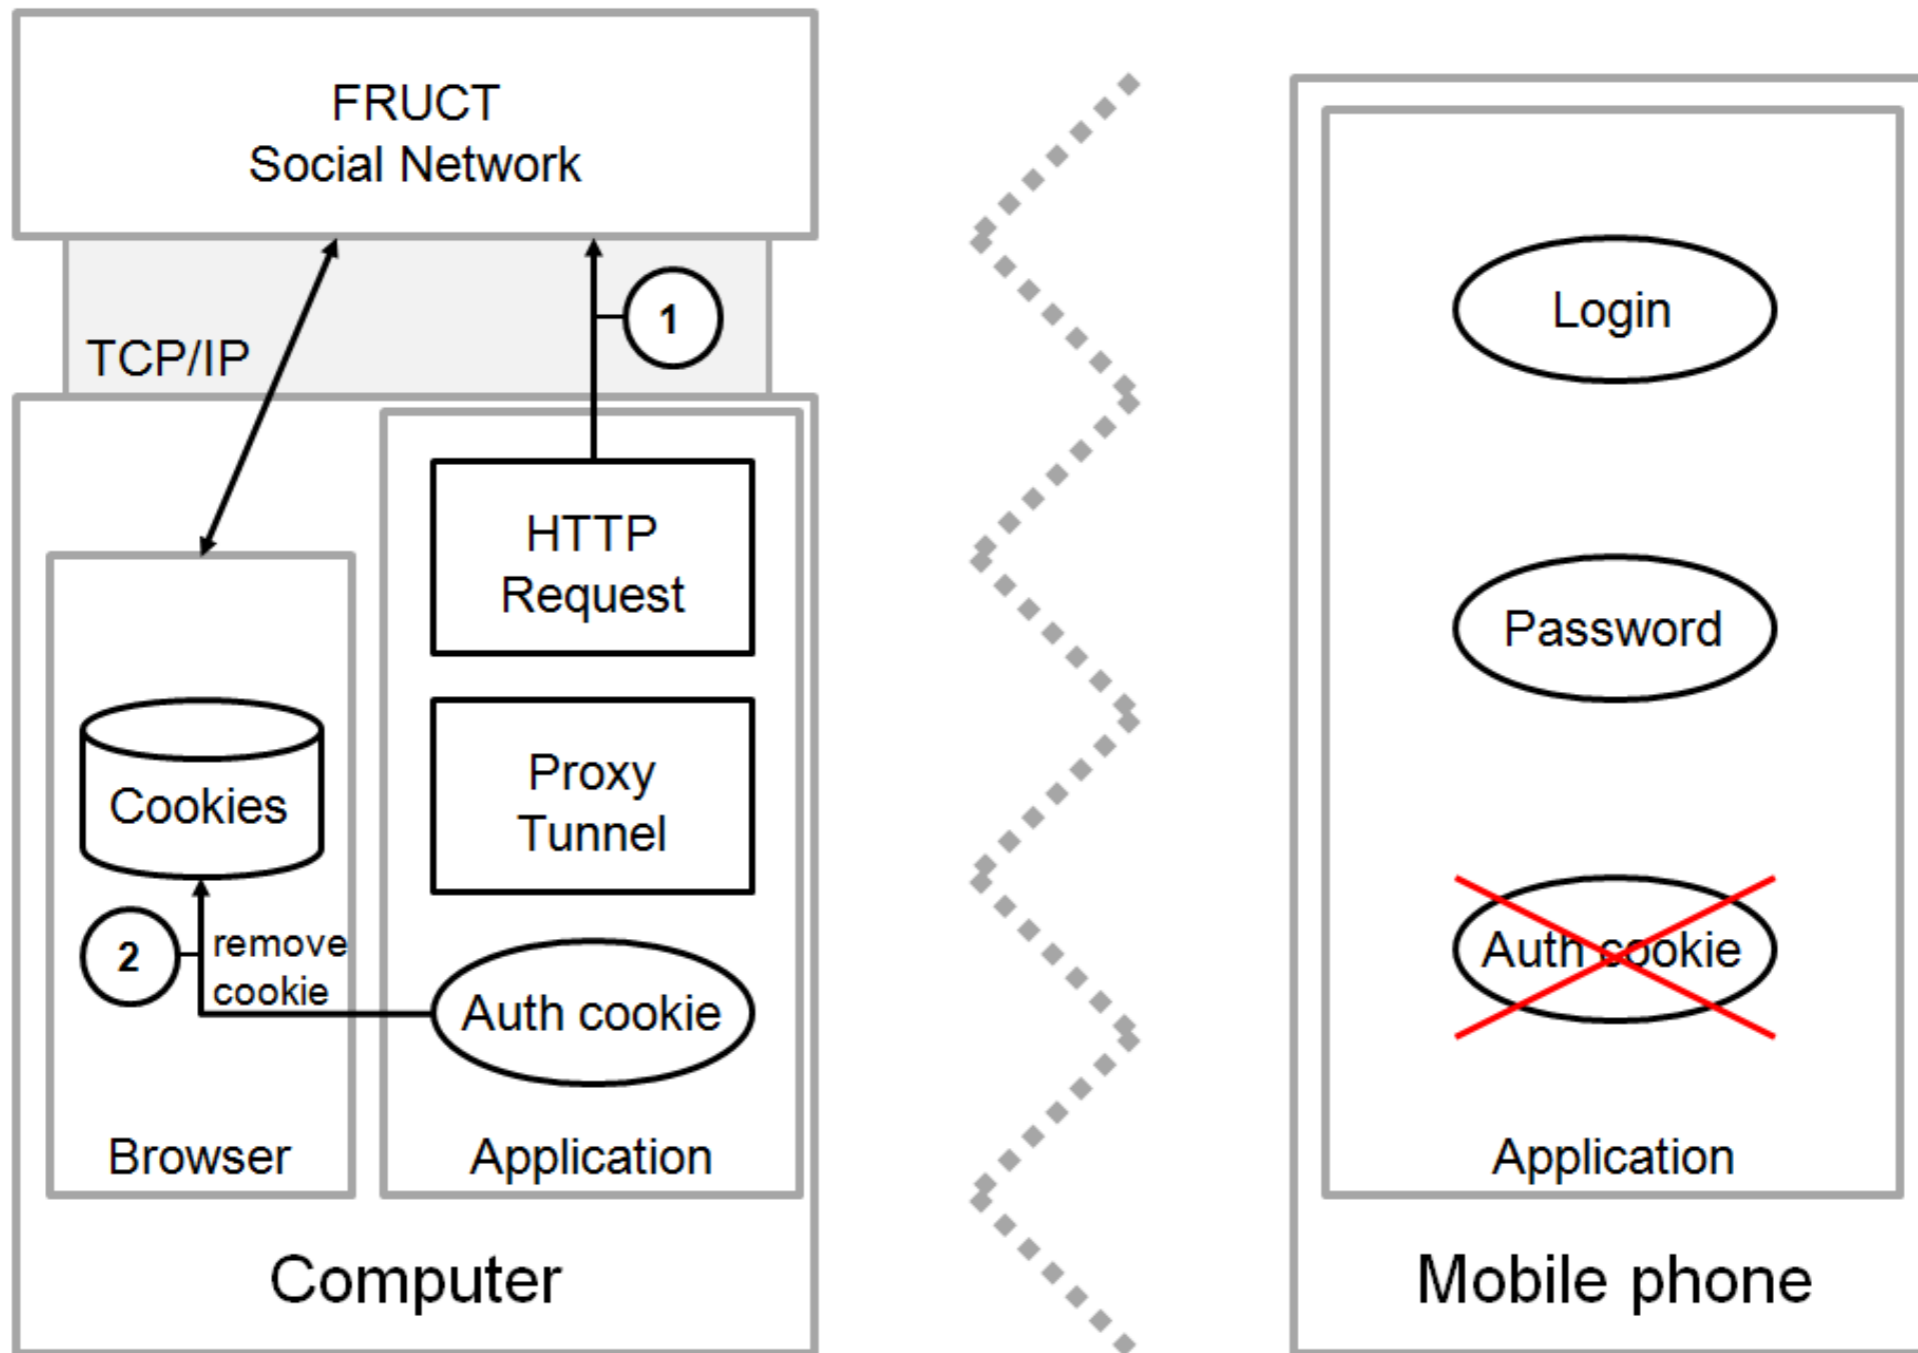 FRUCT
Social Network
1
TCP/IP
HTTP
Request
Proxy
Tunnel
Cookies
2
remove
cookie
Auth cookie
Browser
Application
Computer
Login
Password
Auth cookie
Application
Mobile phone